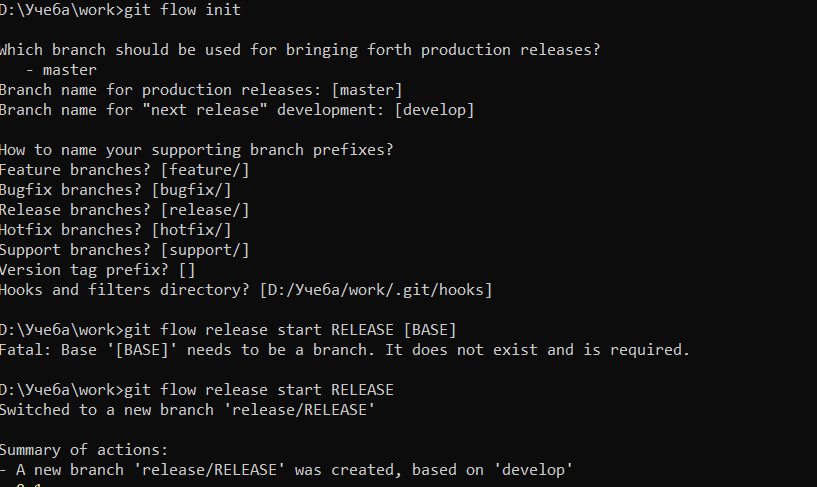 D:\Учеба\work>git flow init
Which branch should be used for bringing forth production releases?
- master
Branch name for production releases: [master]
Branch name for "next release" development: [develop]
How to name your supporting branch prefixes?
Feature branches? [feature/]
Bugfix branches? [bugfix/]
Release branches? [release/]
Hotfix branches? [hotfix/]
Support branches? [support/]
Version tag prefix? []
Hooks and filters directory? [D:/Учеба/work/.git/hooks]
D:\Учеба\work>git flow release start RELEASE [BASE]
Fatal: Base '[BASE]' needs to be a branch. It does not exist and is required.
D:\Учеба\work>git flow release start RELEASE
Switched to a new branch 'release/RELEASE'
Summary of actions:
- A new branch 'release/RELEASE' was created, based on 'develop'